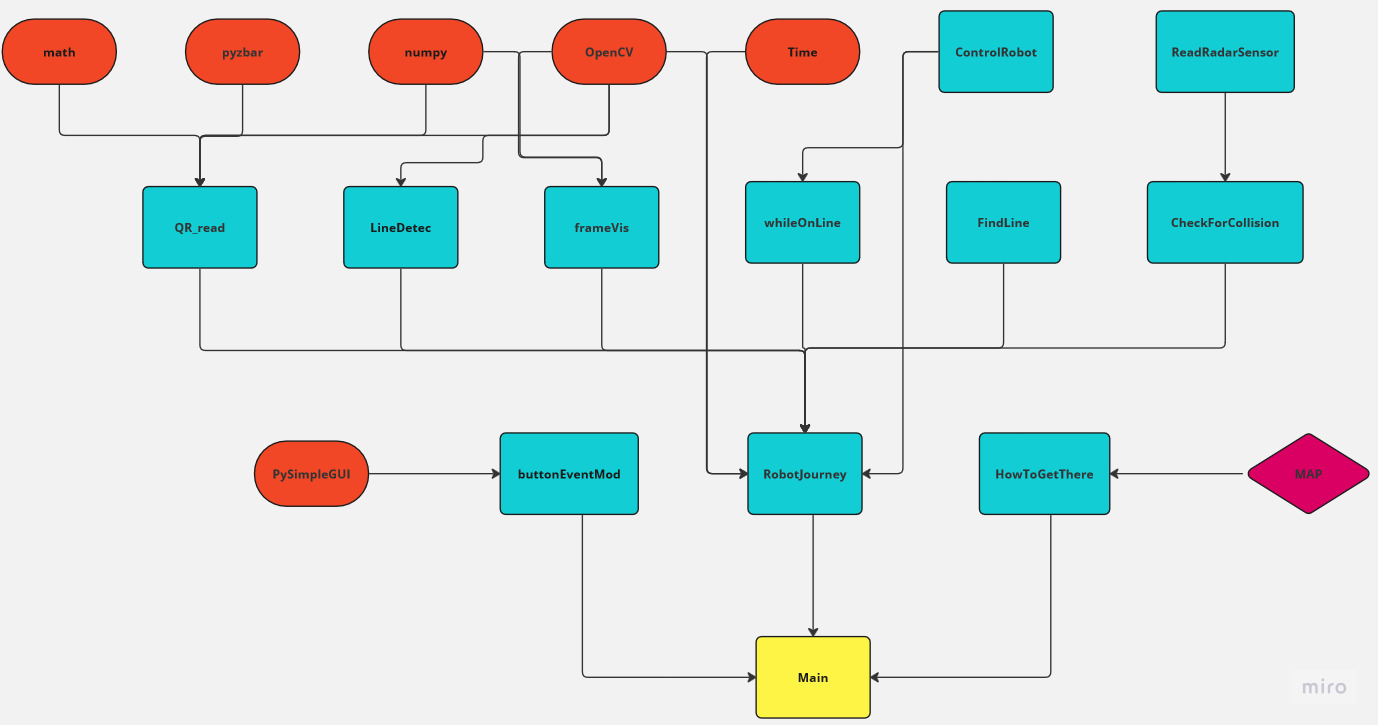 math
pyzbar
numpy
OpenCV
Time
ControlRobot
ReadRadarSensor
QR_read
LineDetec
frameVis
whileOnLine
FindLine
CheckForCollision
PySimpleGUI
buttonEventMod
RobotJourney
HowToGetThere
MAP
Main
miro